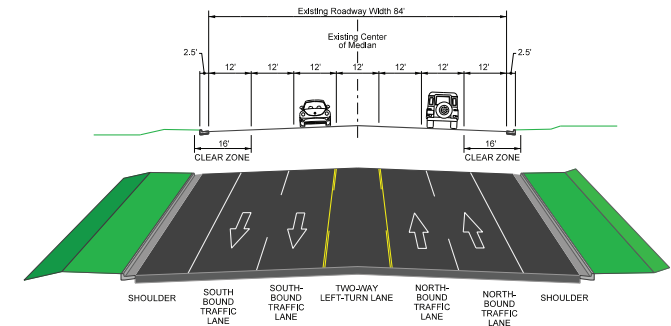 Existing Roadway Width 84'
Existing Center
of Median
2.5'
12'
12'
12'
12'
12'
12'
12'
2.5'
16'
CLEAR ZONE
16'
CLEAR ZONE
SHOULDER
SOUTH
BOUND
TRAFFIC
LANE
SOUTH-
BOUND
TRAFFIC
LANE
TWO-WAY
LEFT-TURN LANE
NORTH-
BOUND
TRAFFIC
LANE
NORTH-
BOUND
TRAFFIC
LANE
SHOULDER